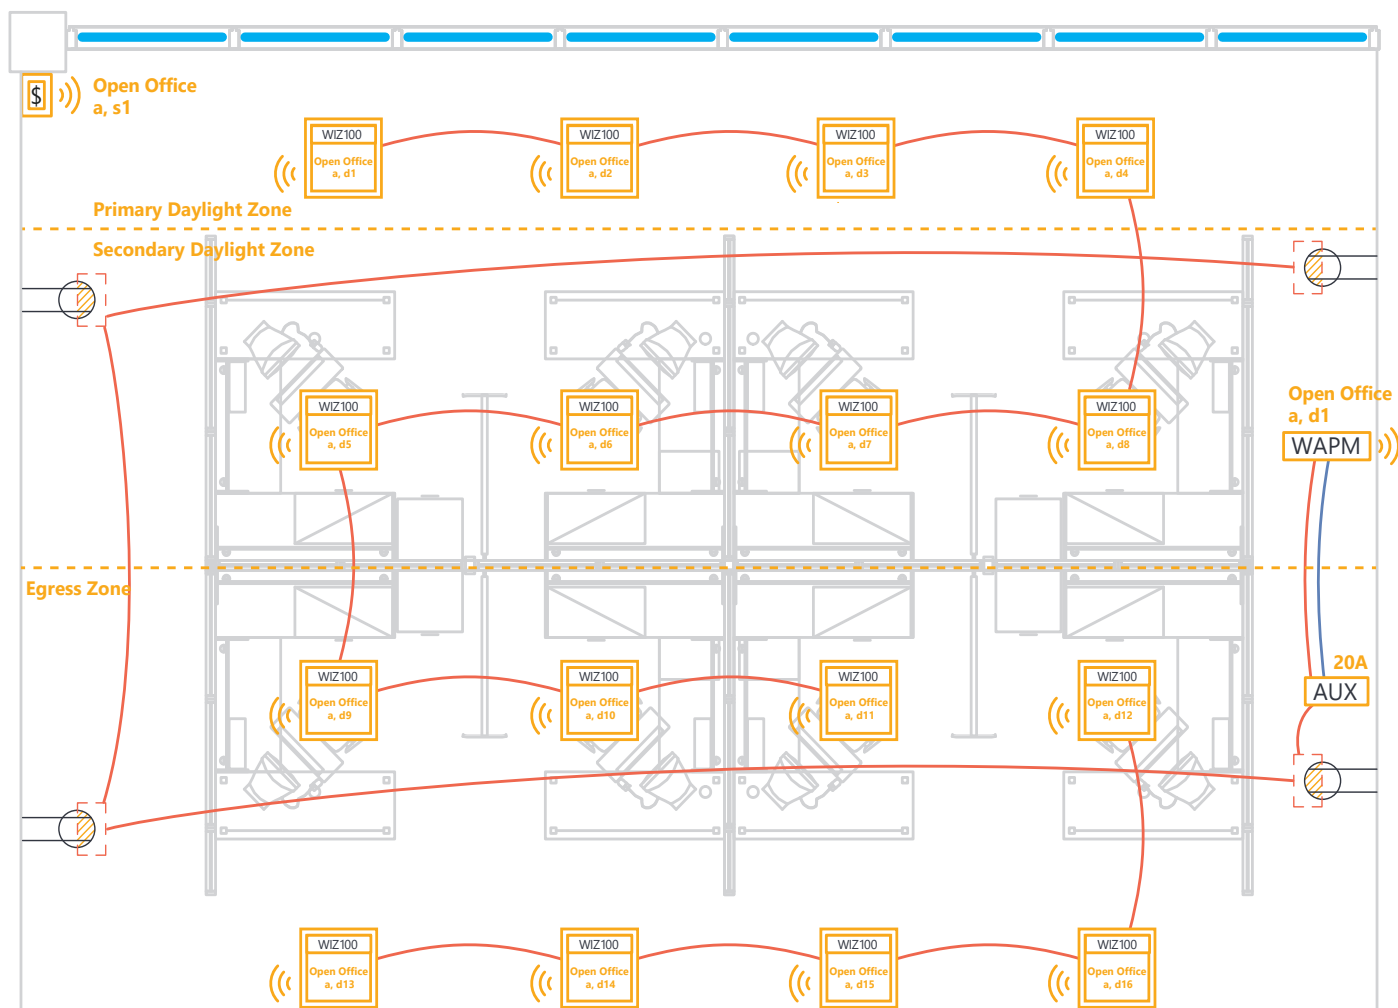 $
Open Office
a, s1
WIZ100
Open Office
a, d1
WIZ100
Open Office
a, d2
WIZ100
Open Office
a, d3
WIZ100
Open Office
a, d4
Primary Daylight Zone
Secondary Daylight Zone
WIZ100
Open Office
a, d5
WIZ100
Open Office
a, d6
WIZ100
Open Office
a, d7
WIZ100
Open Office
a, d8
Open Office
a, d1
WAPM
Egress Zone
WIZ100
Open Office
a, d9
WIZ100
Open Office
a, d10
WIZ100
Open Office
a, d11
WIZ100
Open Office
a, d12
20A
AUX
WIZ100
Open Office
a, d13
WIZ100
Open Office
a, d14
WIZ100
Open Office
a, d15
WIZ100
Open Office
a, d16